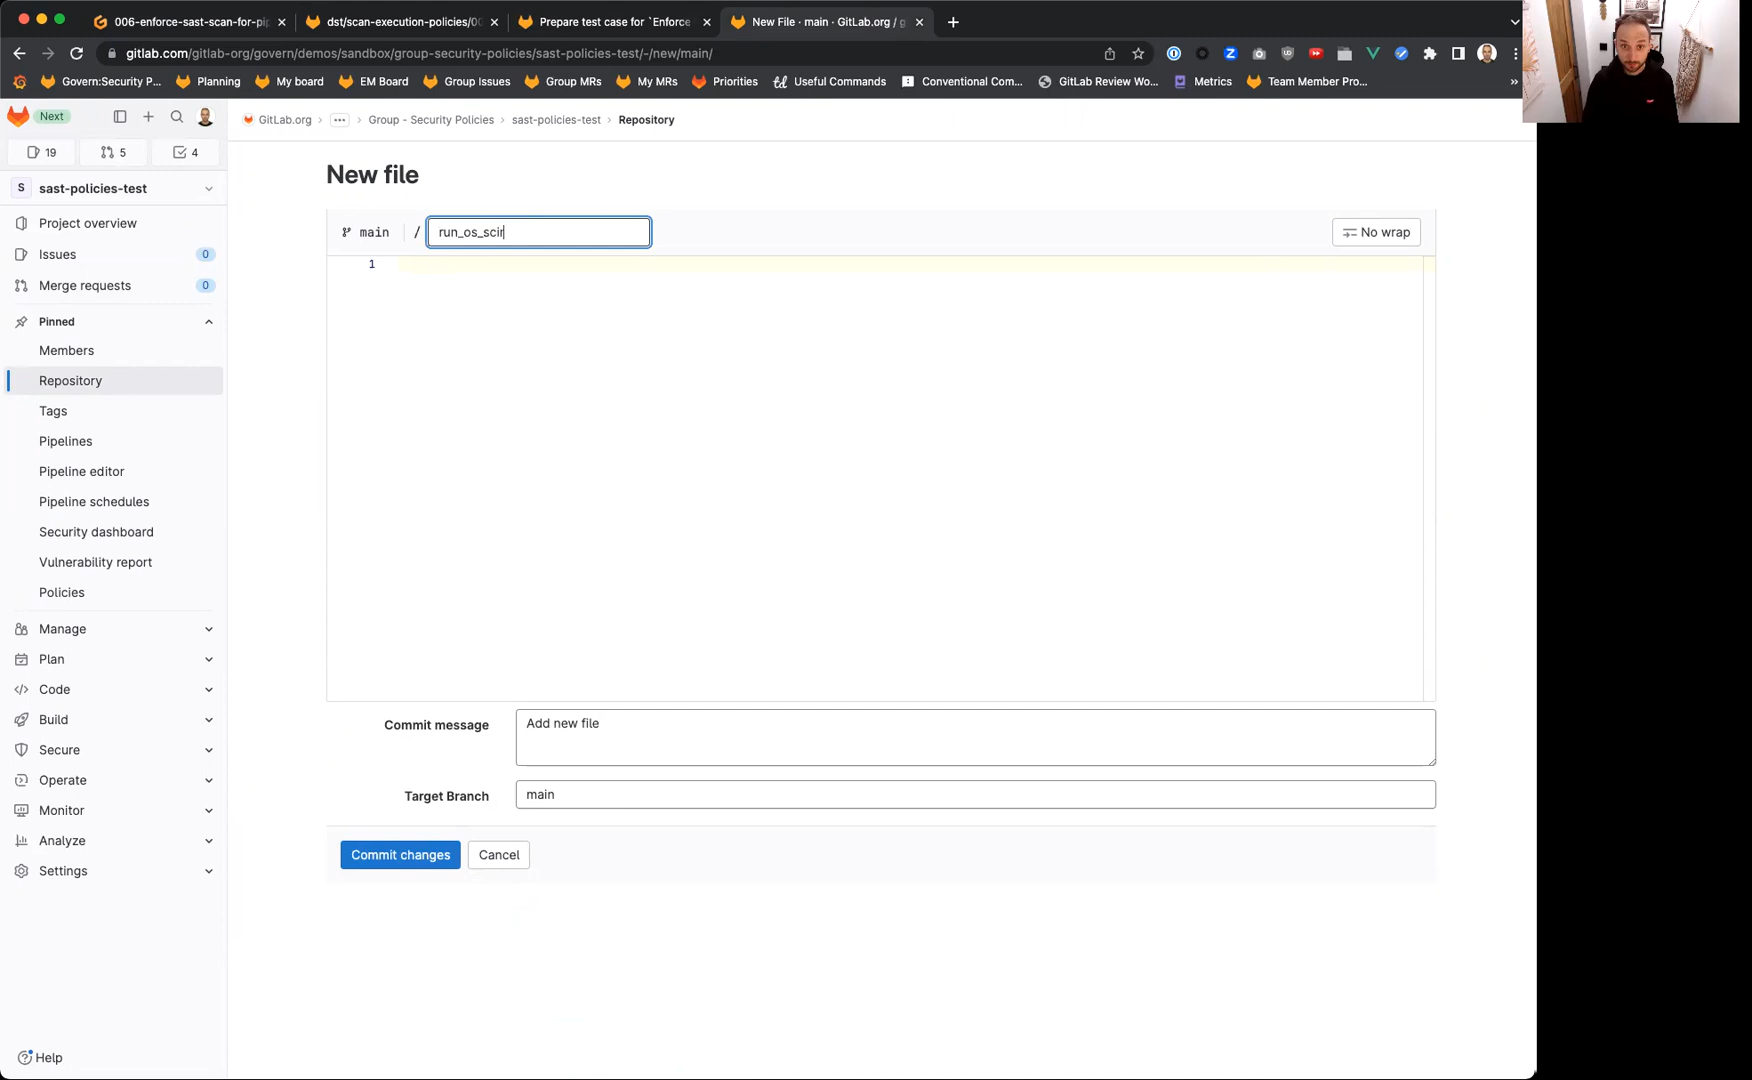 006-enforce-sast-scan-for-pip
dst/scan-execution-policies/00
Prepare test case for `Enforce
New File · main · GitLab.org / g
gitlab.com/gitlab-org/govern/demos/sandbox/group-security-policies/sast-policies-test/-/new/main/
Govern:Security P...
Planning
My board
EM Board
Group Issues
Group MRs
My MRs
Priorities
Useful Commands
Conventional Com...
GitLab Review Wo...
Metrics
Team Member Pro...
»
Next
GitLab.org › ... › Group - Security Policies › sast-policies-test › Repository
19
5
4
S sast-policies-test
Project overview
Issues 0
Merge requests 0
Pinned
Members
Repository
Tags
Pipelines
Pipeline editor
Pipeline schedules
Security dashboard
Vulnerability report
Policies
Manage
Plan
Code
Build
Secure
Operate
Monitor
Analyze
Settings
Help
New file
main / run_os_scir
No wrap
1
Commit message
Add new file
Target Branch
main
Commit changes
Cancel